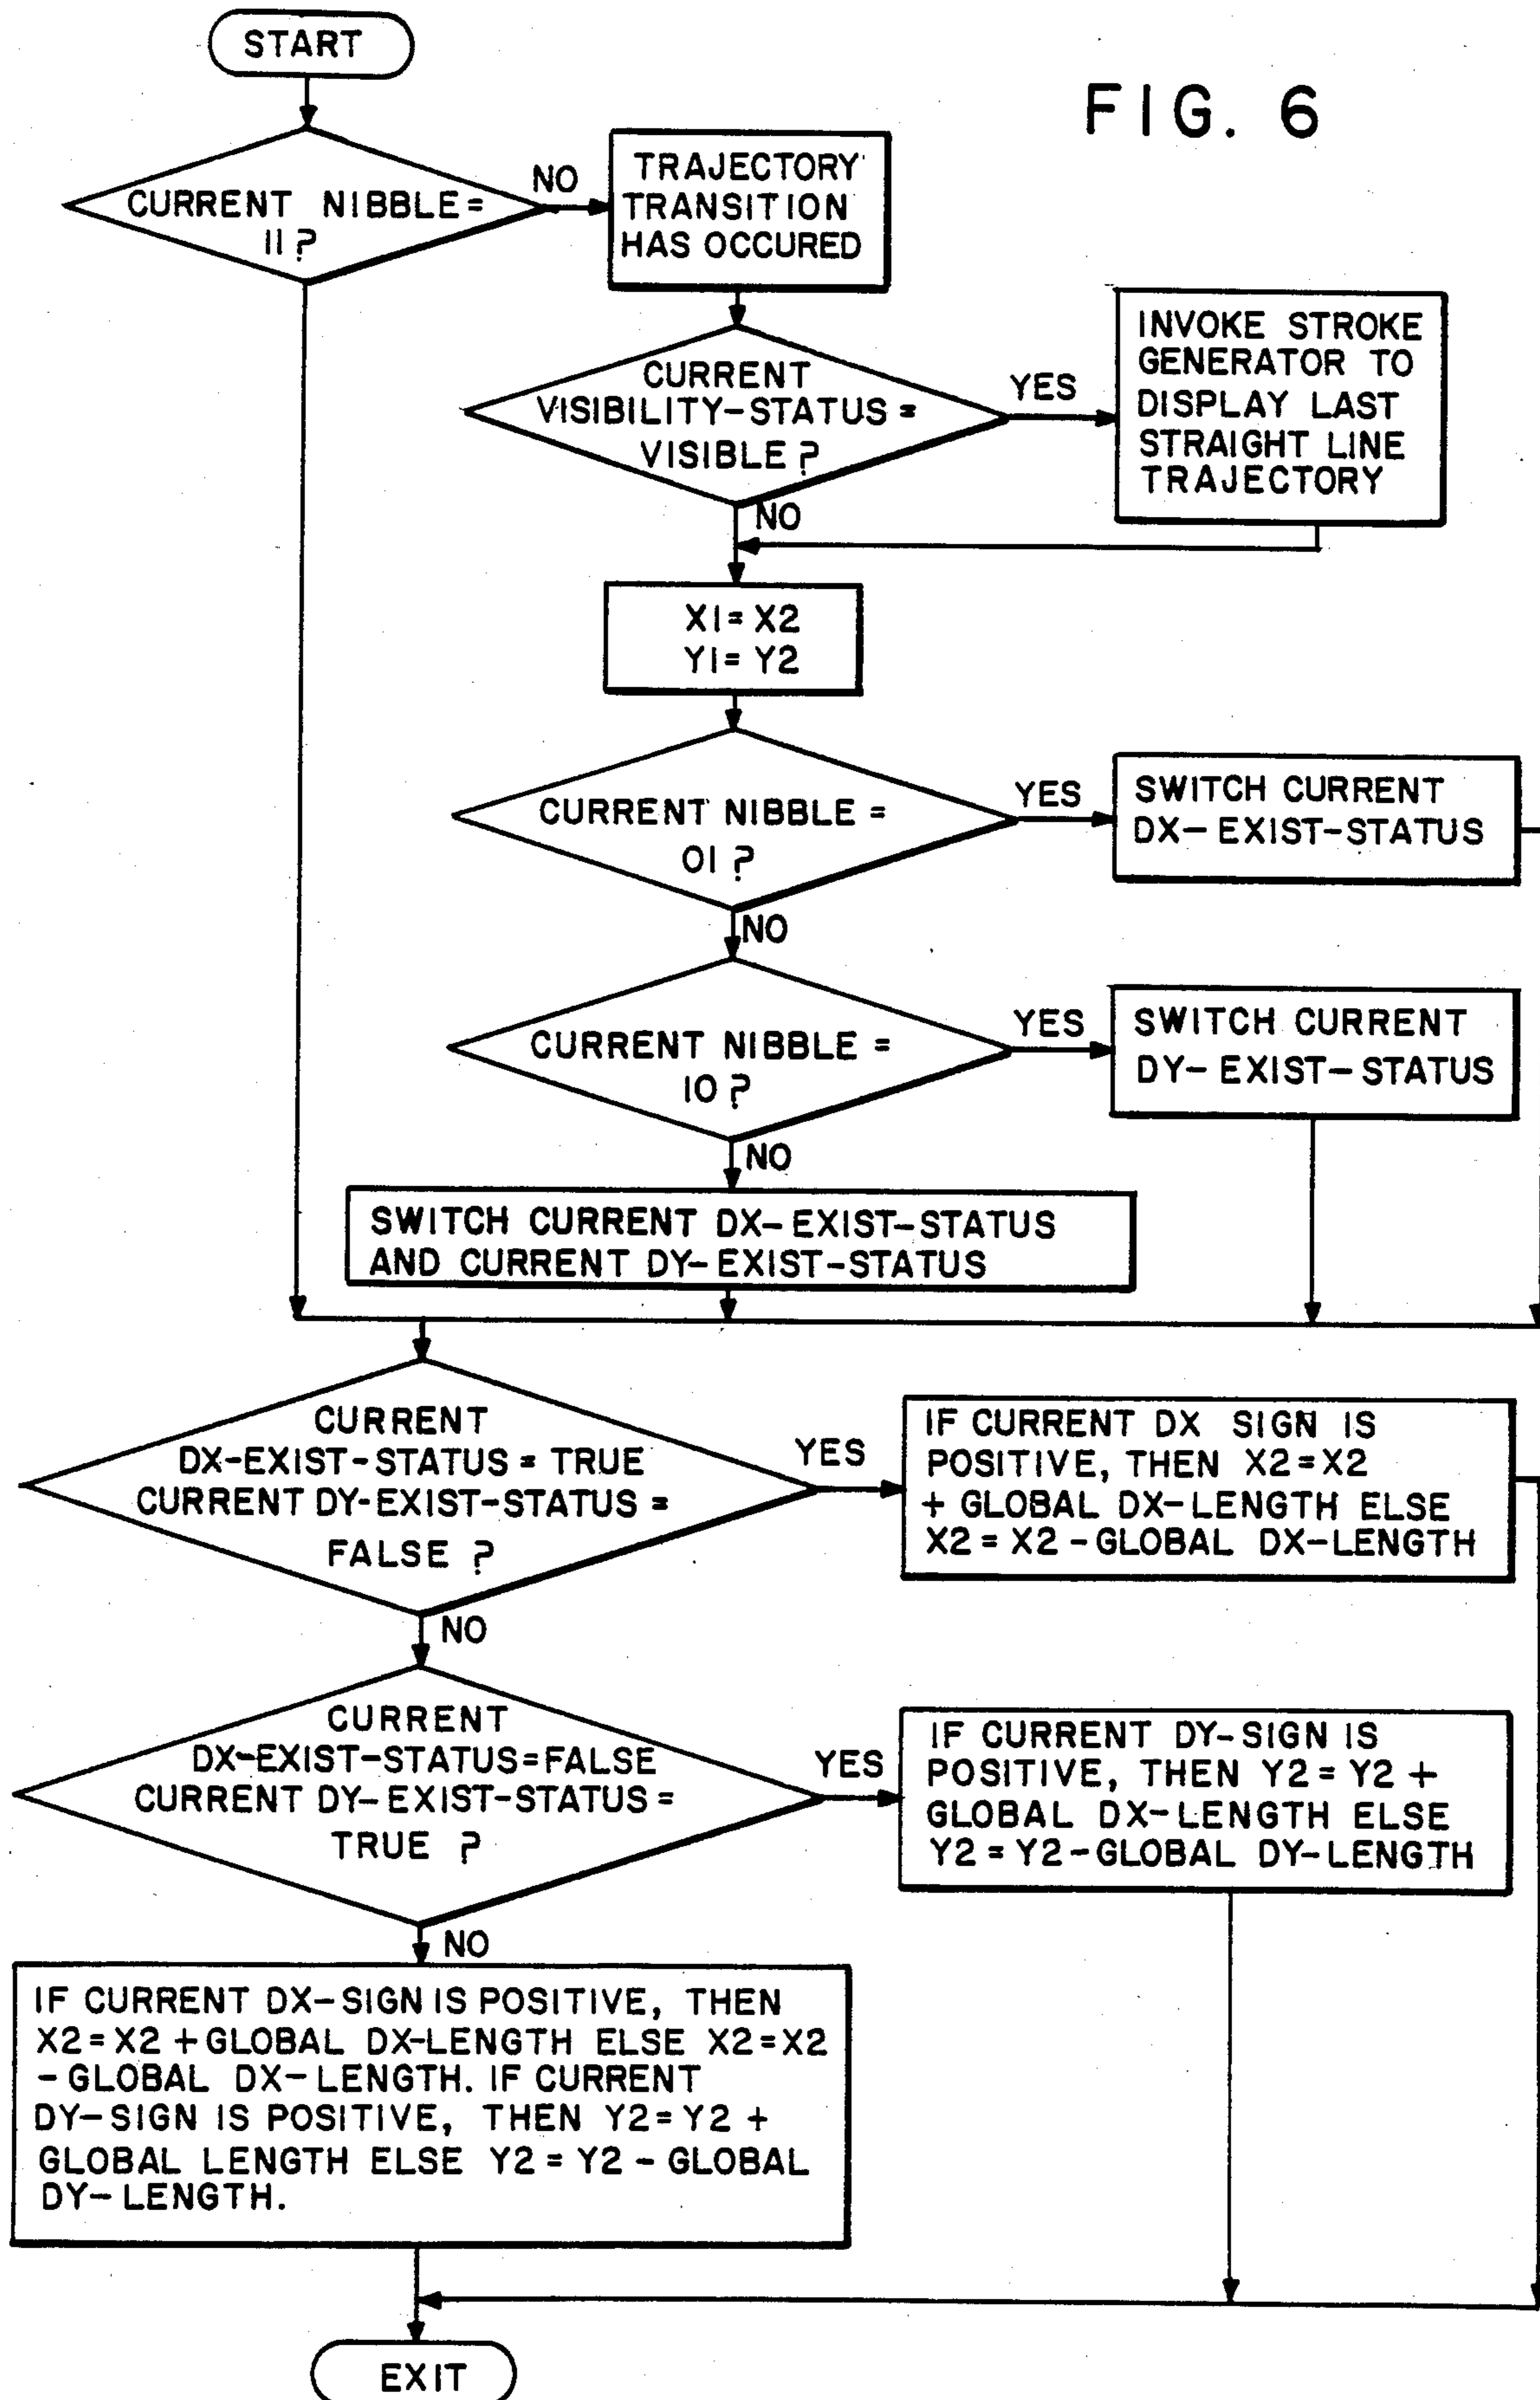 START
FIG. 6
CURRENT NIBBLE =
11 ?
NO
TRAJECTORY
TRANSITION
HAS OCCURED
CURRENT
VISIBILITY-STATUS =
VISIBLE ?
YES
INVOKE STROKE
GENERATOR TO
DISPLAY LAST
STRAIGHT LINE
TRAJECTORY
NO
X1 = X2
Y1 = Y2
CURRENT NIBBLE =
01 ?
YES
SWITCH CURRENT
DX-EXIST-STATUS
NO
CURRENT NIBBLE =
10 ?
YES
SWITCH CURRENT
DY-EXIST-STATUS
NO
SWITCH CURRENT DX-EXIST-STATUS
AND CURRENT DY-EXIST-STATUS
CURRENT
DX-EXIST-STATUS = TRUE
CURRENT DY-EXIST-STATUS =
FALSE ?
YES
IF CURRENT DX SIGN IS
POSITIVE, THEN X2 = X2
+ GLOBAL DX-LENGTH ELSE
X2 = X2 - GLOBAL DX-LENGTH
NO
CURRENT
DX-EXIST-STATUS=FALSE
CURRENT DY-EXIST-STATUS =
TRUE ?
YES
IF CURRENT DY-SIGN IS
POSITIVE, THEN Y2 = Y2 +
GLOBAL DX-LENGTH ELSE
Y2 = Y2 - GLOBAL DY-LENGTH
NO
IF CURRENT DX-SIGN IS POSITIVE, THEN
X2 = X2 + GLOBAL DX-LENGTH ELSE X2 = X2
- GLOBAL DX-LENGTH. IF CURRENT
DY-SIGN IS POSITIVE, THEN Y2 = Y2 +
GLOBAL LENGTH ELSE Y2 = Y2 - GLOBAL
DY-LENGTH.
EXIT